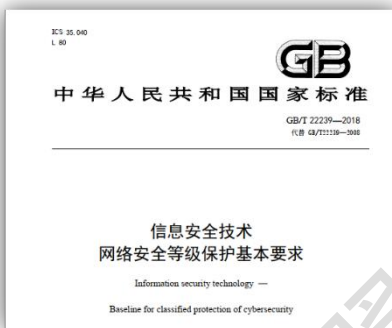 ICS 35.040
L 80
GB
中华人民共和国国家标准
GB/T 22239—2018
代替 GB/T22239—2008
信息安全技术
网络安全等级保护基本要求
Information security technology —
Baseline for classified protection of cybersecurity